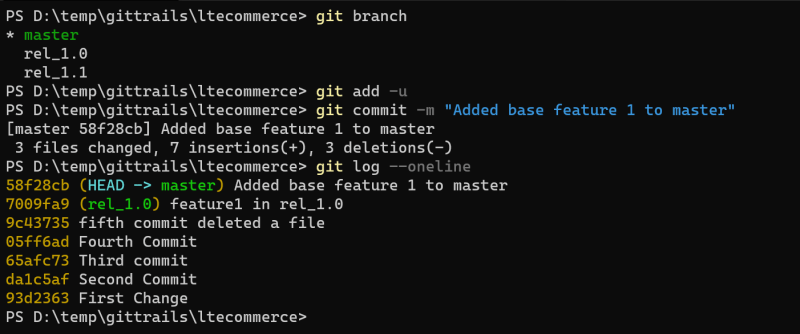 PS D:\temp\gittrails\ltecommerce> git branch
* master
  rel_1.0
  rel_1.1
PS D:\temp\gittrails\ltecommerce> git add -u
PS D:\temp\gittrails\ltecommerce> git commit -m "Added base feature 1 to master"
[master 58f28cb] Added base feature 1 to master
 3 files changed, 7 insertions(+), 3 deletions(-)
PS D:\temp\gittrails\ltecommerce> git log --oneline
58f28cb (HEAD -> master) Added base feature 1 to master
7009fa9 (rel_1.0) feature1 in rel_1.0
9c43735 fifth commit deleted a file
05ff6ad Fourth Commit
65afc73 Third commit
da1c5af Second Commit
93d2363 First Change
PS D:\temp\gittrails\ltecommerce>